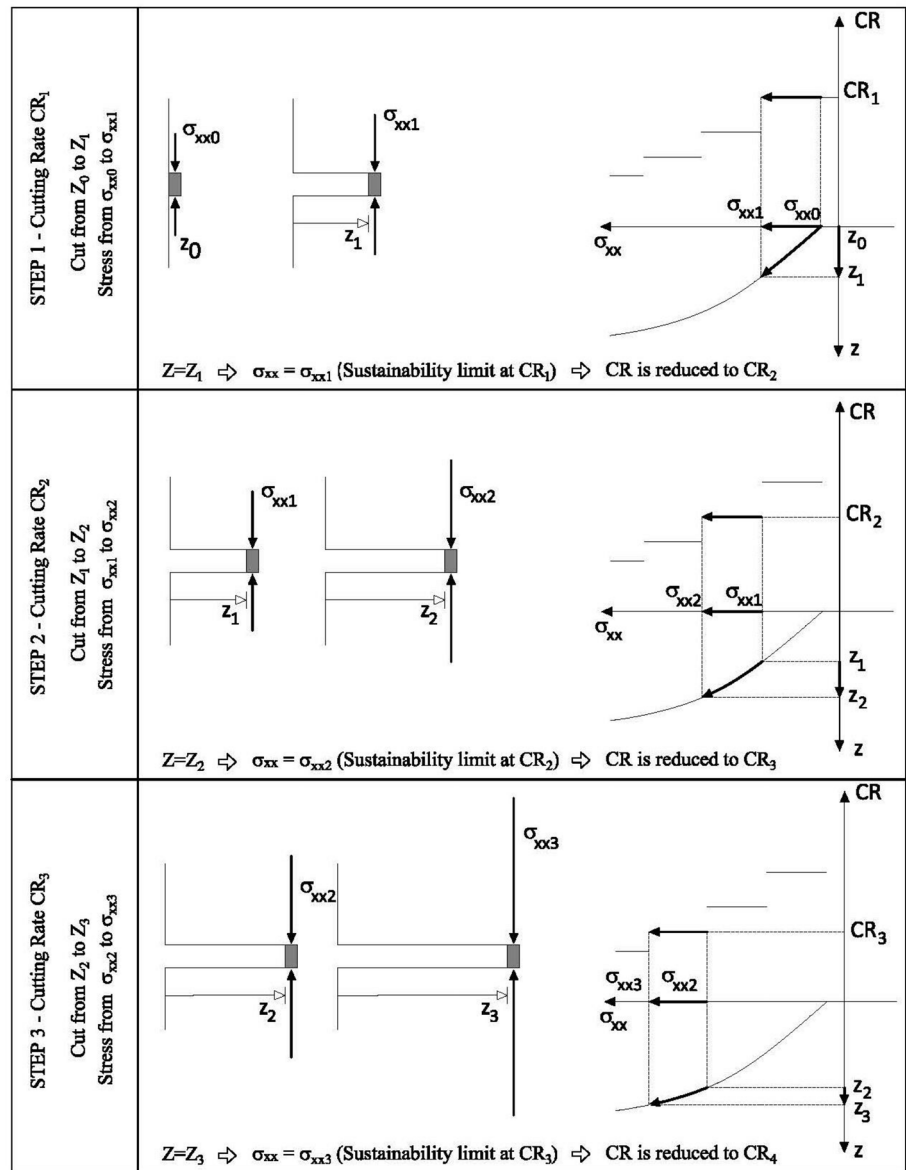 STEP 1 - Cutting Rate CR₁
Cut from Z₀ to Z₁
Stress from σxx0 to σxx1
σxx0
z₀
σxx1
z₁
CR
CR₁
σxx1
σxx0
σxx
z₀
z₁
z
Z=Z₁ ⇨ σxx = σxx1 (Sustainability limit at CR₁) ⇨ CR is reduced to CR₂
STEP 2 - Cutting Rate CR₂
Cut from Z₁ to Z₂
Stress from σxx1 to σxx2
σxx1
z₁
σxx2
z₂
CR
CR₂
σxx2
σxx1
σxx
z₁
z₂
z
Z=Z₂ ⇨ σxx = σxx2 (Sustainability limit at CR₂) ⇨ CR is reduced to CR₃
STEP 3 - Cutting Rate CR₃
Cut from Z₂ to Z₃
Stress from σxx2 to σxx3
σxx2
z₂
σxx3
z₃
CR
CR₃
σxx3
σxx2
σxx
z₂
z₃
z
Z=Z₃ ⇨ σxx = σxx3 (Sustainability limit at CR₃) ⇨ CR is reduced to CR₄